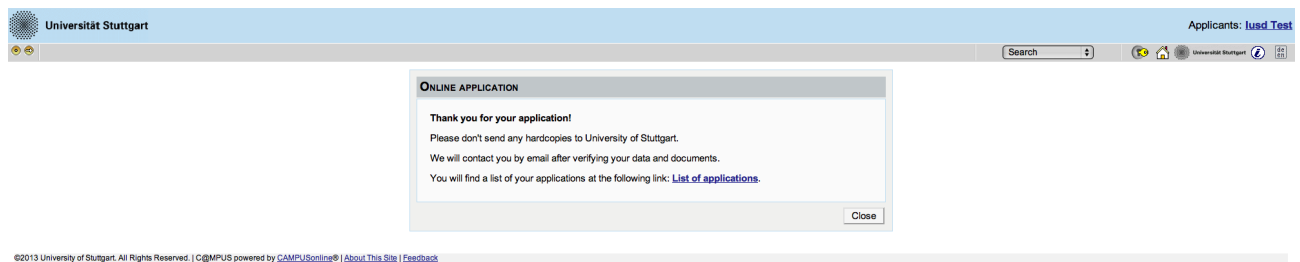 Universität Stuttgart
Applicants: Iusd Test
Search
Universität Stuttgart
de
en
ONLINE APPLICATION
Thank you for your application!
Please don't send any hardcopies to University of Stuttgart.
We will contact you by email after verifying your data and documents.
You will find a list of your applications at the following link: List of applications.
Close
©2013 University of Stuttgart. All Rights Reserved. | C@MPUS powered by CAMPUSonline® | About This Site | Feedback